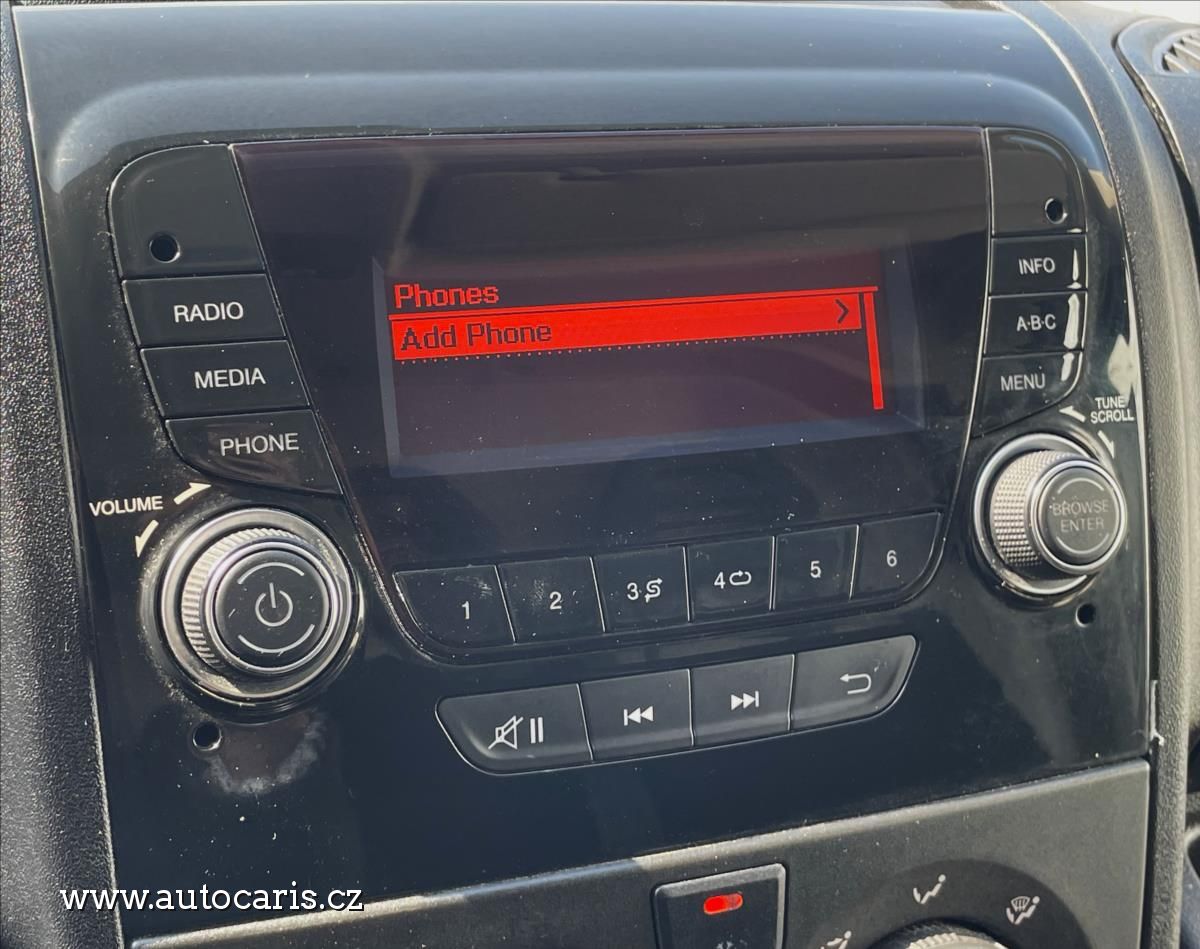 Phones
Add Phone
RADIO
MEDIA
PHONE
VOLUME
INFO
A·B·C
MENU
TUNE
SCROLL
BROWSE
ENTER
1
2
3
4
5
6
www.autocaris.cz